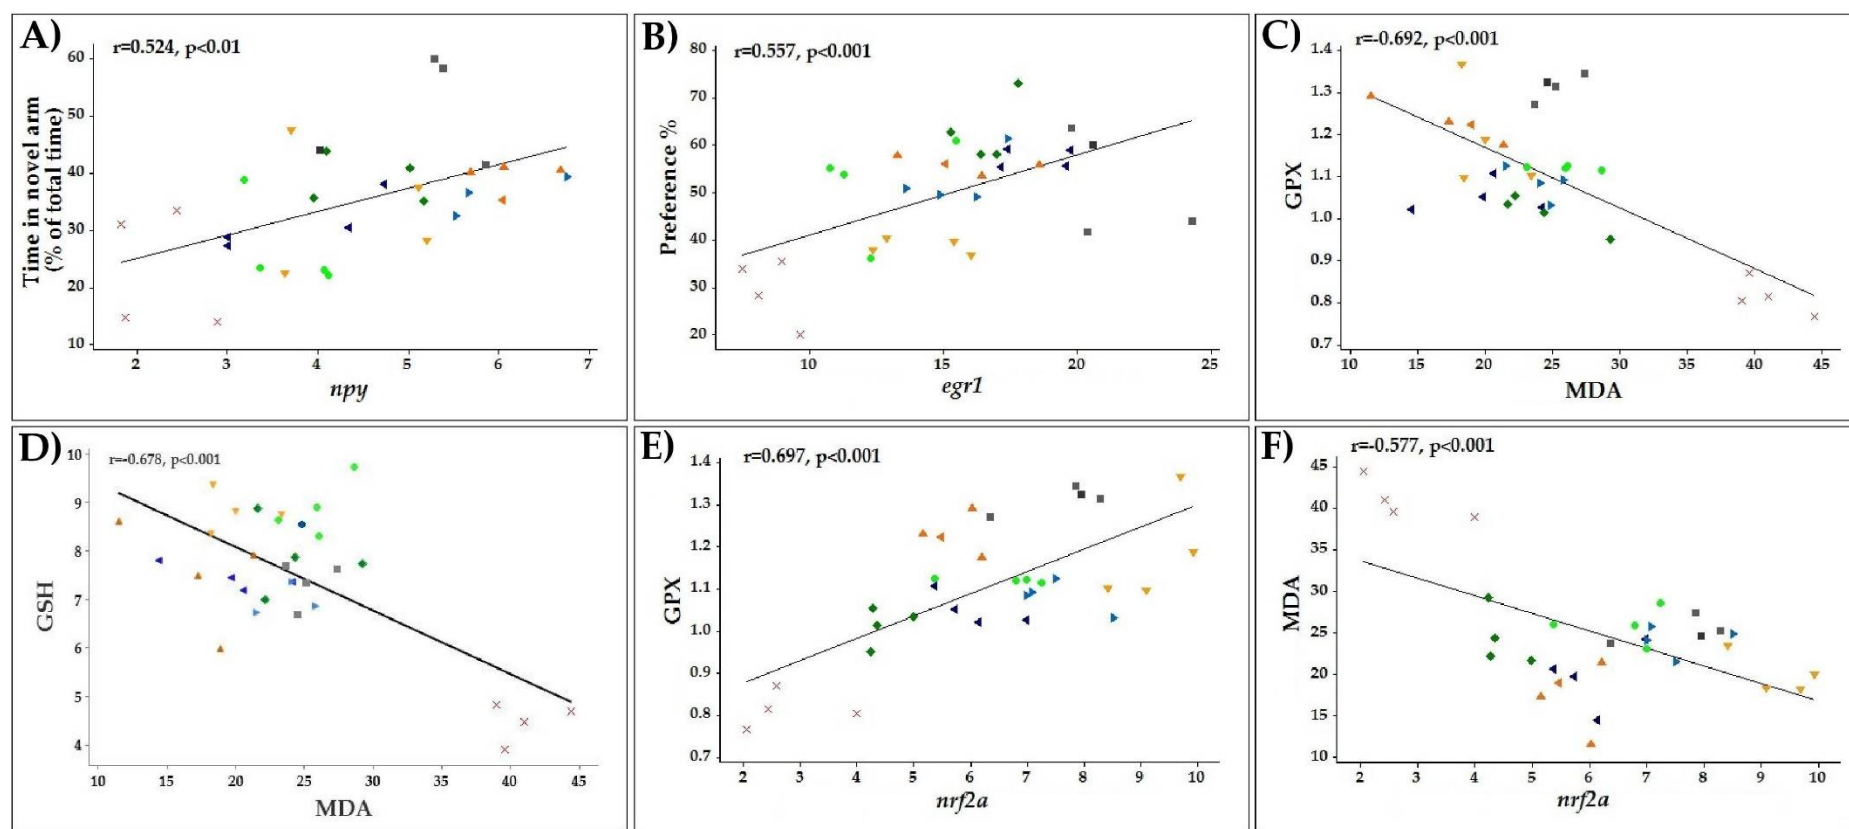 A)
r=0.524, p<0.01
Time in novel arm
(% of total time)
60
50
40
30
20
10
2 3 4 5 6 7
npy
B)
r=0.557, p<0.001
Preference %
80
70
60
50
40
30
20
10 15 20 25
egr1
C)
r=-0.692, p<0.001
GPX
1.4
1.3
1.2
1.1
1.0
0.9
0.8
0.7
10 15 20 25 30 35 40 45
MDA
D)
r=-0.678, p<0.001
GSH
10
9
8
7
6
5
4
10 15 20 25 30 35 40 45
MDA
E)
r=0.697, p<0.001
GPX
1.4
1.3
1.2
1.1
1.0
0.9
0.8
0.7
2 3 4 5 6 7 8 9 10
nrf2a
F)
r=-0.577, p<0.001
MDA
45
40
35
30
25
20
15
10
2 3 4 5 6 7 8 9 10
nrf2a